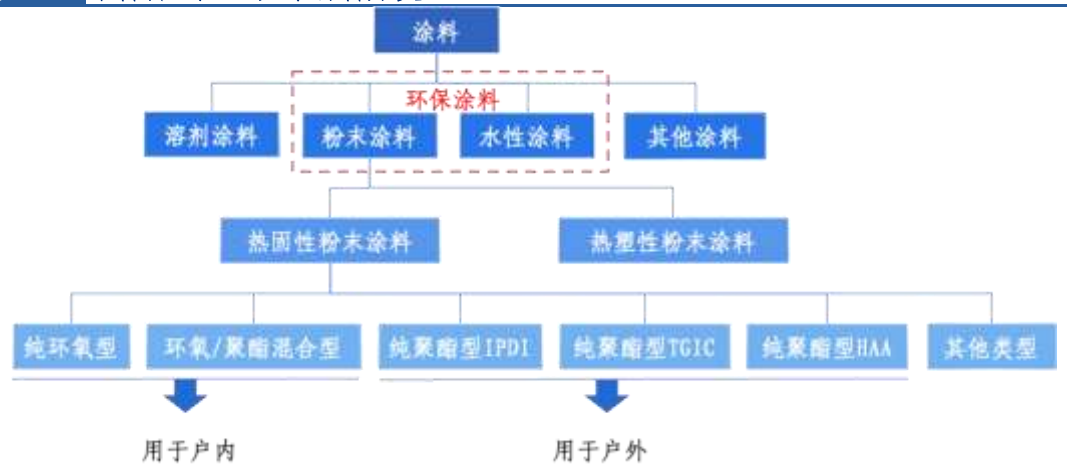 涂料
环保涂料
溶剂涂料 粉末涂料 水性涂料 其他涂料
热固性粉末涂料 热塑性粉末涂料
纯环氧型 环氧/聚酯混合型 纯聚酯型IPDI 纯聚酯型TGIC 纯聚酯型HAA 其他类型
用于户内 用于户外